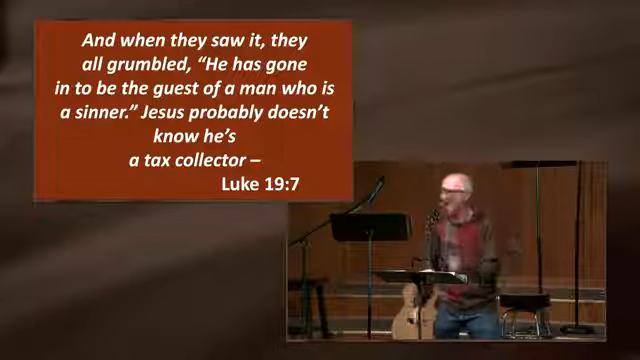 And when they saw it, they
all grumbled, “He has gone
in to be the guest of a man who is
a sinner.” Jesus probably doesn’t
know he’s
a tax collector –
Luke 19:7